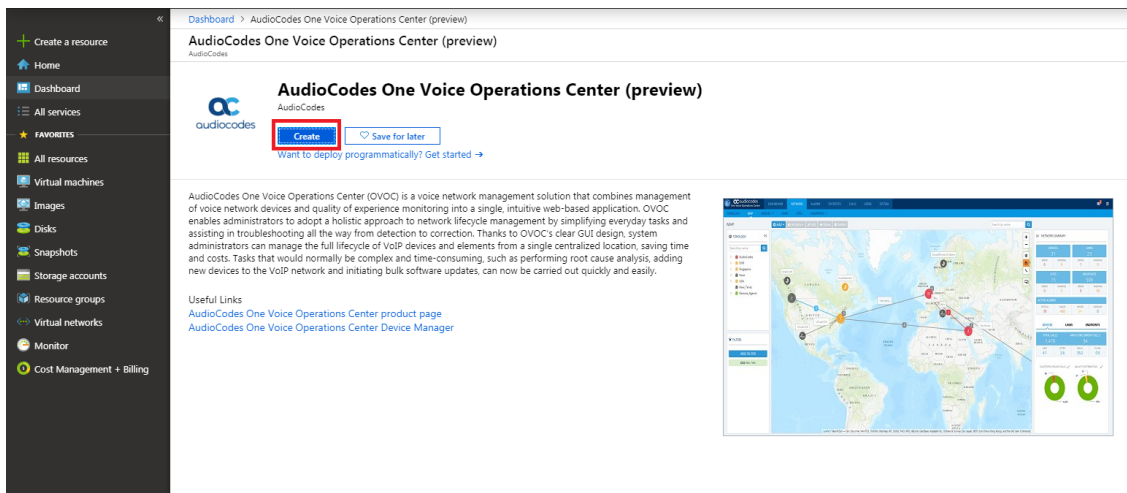 «
Dashboard > AudioCodes One Voice Operations Center (preview)
Create a resource
Home
Dashboard
All services
FAVORITES
All resources
Virtual machines
Images
Disks
Snapshots
Storage accounts
Resource groups
Virtual networks
Monitor
Cost Management + Billing
AudioCodes One Voice Operations Center (preview)
AudioCodes
audiocodes
AudioCodes One Voice Operations Center (preview)
AudioCodes
Create
Save for later
Want to deploy programmatically? Get started →
AudioCodes One Voice Operations Center (OVOC) is a voice network management solution that combines management
of voice network devices and quality of experience monitoring into a single, intuitive web-based application. OVOC
enables administrators to adopt a holistic approach to network lifecycle management by simplifying everyday tasks and
assisting in troubleshooting all the way from detection to correction. Thanks to OVOC's clear GUI design, system
administrators can manage the full lifecycle of VoIP devices and elements from a single centralized location, saving time
and costs. Tasks that would normally be complex and time-consuming, such as performing root cause analysis, adding
new devices to the VoIP network and initiating bulk software updates, can now be carried out quickly and easily.
Useful Links
AudioCodes One Voice Operations Center product page
AudioCodes One Voice Operations Center Device Manager